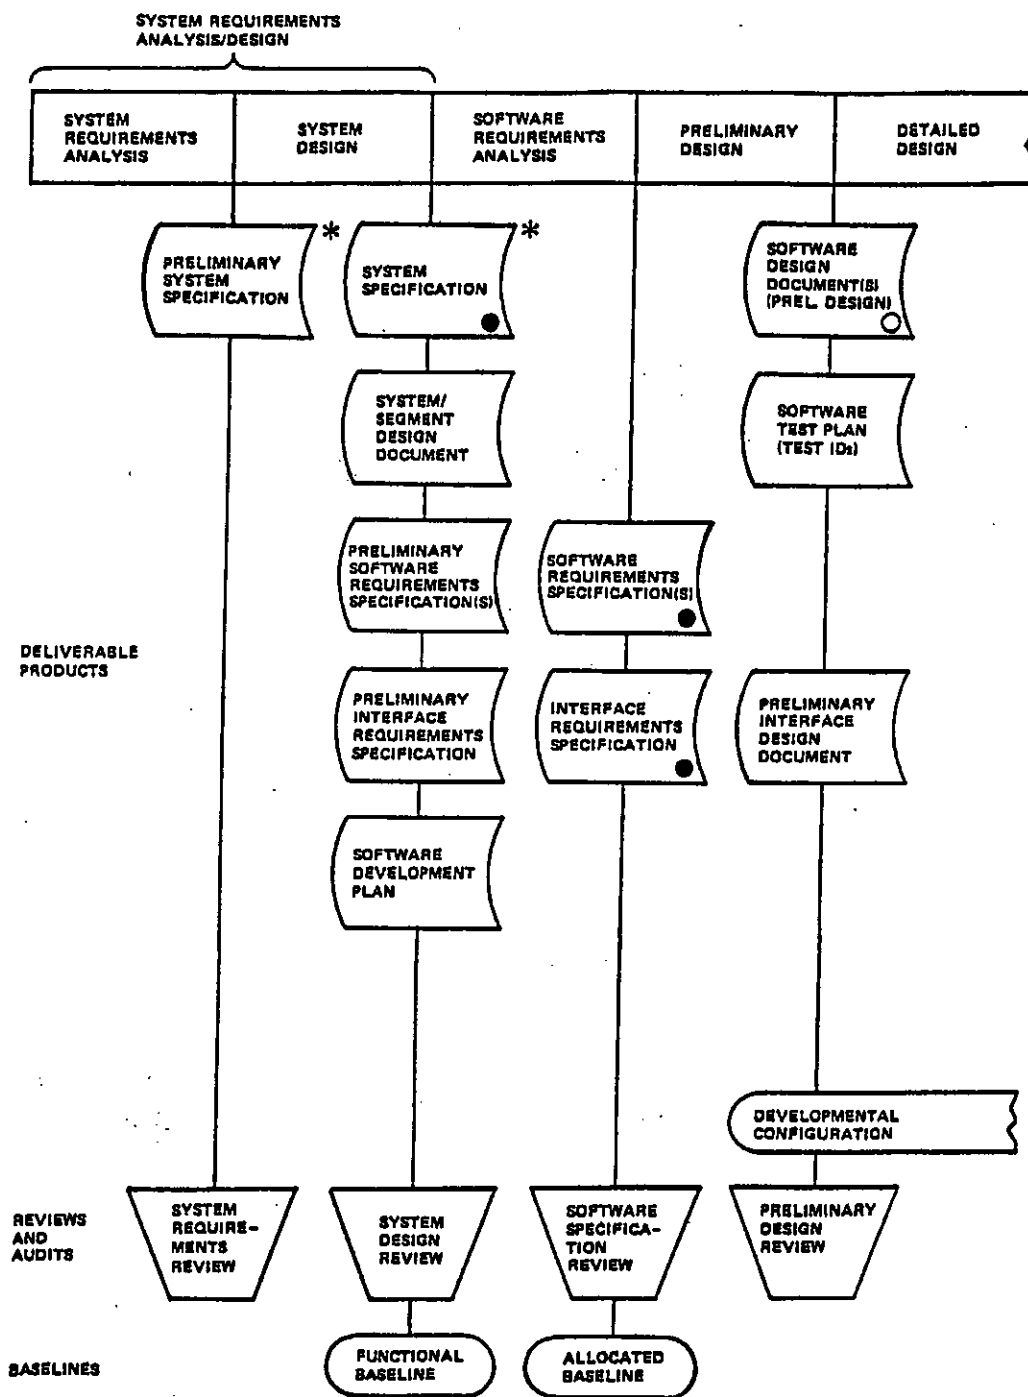 SYSTEM REQUIREMENTS
ANALYSIS/DESIGN
SYSTEM
REQUIREMENTS
ANALYSIS
SYSTEM
DESIGN
SOFTWARE
REQUIREMENTS
ANALYSIS
PRELIMINARY
DESIGN
DETAILED
DESIGN
PRELIMINARY
SYSTEM
SPECIFICATION
*
SYSTEM
SPECIFICATION
*
SOFTWARE
DESIGN
DOCUMENT(S)
(PREL. DESIGN)
SYSTEM/
SEGMENT
DESIGN
DOCUMENT
SOFTWARE
TEST PLAN
(TEST IDs)
PRELIMINARY
SOFTWARE
REQUIREMENTS
SPECIFICATION(S)
SOFTWARE
REQUIREMENTS
SPECIFICATION(S)
DELIVERABLE
PRODUCTS
PRELIMINARY
INTERFACE
REQUIREMENTS
SPECIFICATION
INTERFACE
REQUIREMENTS
SPECIFICATION
PRELIMINARY
INTERFACE
DESIGN
DOCUMENT
SOFTWARE
DEVELOPMENT
PLAN
DEVELOPMENTAL
CONFIGURATION
REVIEWS
AND
AUDITS
SYSTEM
REQUIRE-
MENTS
REVIEW
SYSTEM
DESIGN
REVIEW
SOFTWARE
SPECIFICA-
TION
REVIEW
PRELIMINARY
DESIGN
REVIEW
BASELINES
FUNCTIONAL
BASELINE
ALLOCATED
BASELINE